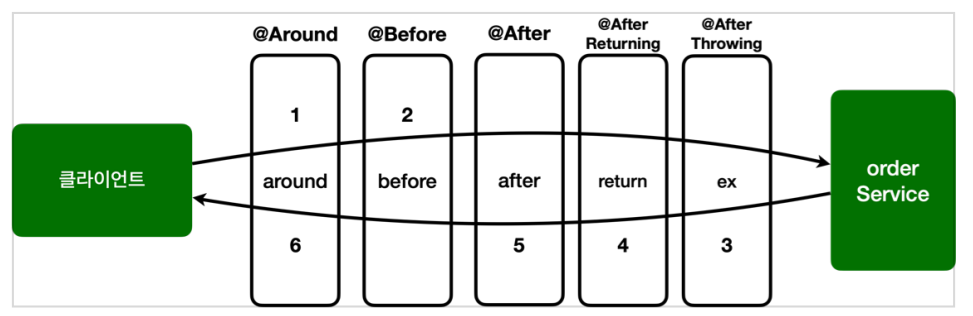 @Around
@Before
@After
@After
Returning
@After
Throwing
1
2
클라이언트
around
before
after
return
ex
order
Service
6
5
4
3